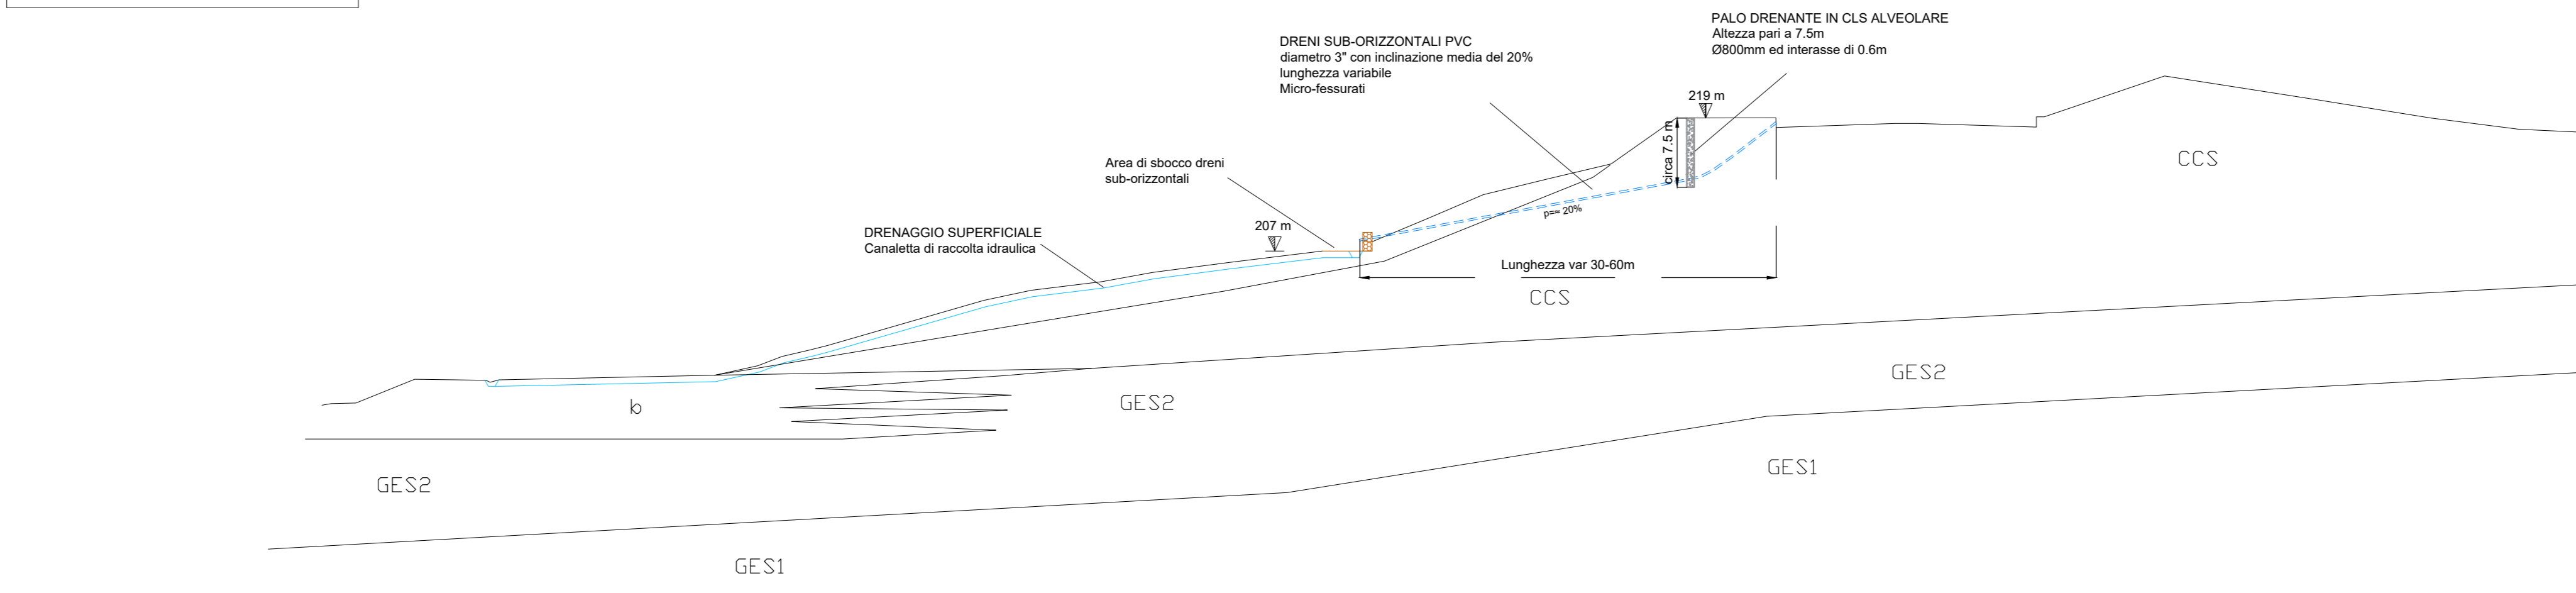 PALO DRENANTE IN CLS ALVEOLARE
Altezza pari a 7.5m
Ø800mm ed interasse di 0.6m
DRENI SUB-ORIZZONTALI PVC
diametro 3" con inclinazione media del 20%
lunghezza variabile
Micro-fessurati
219 m
circa 7.5 m
CCS
Area di sbocco dreni
sub-orizzontali
p=≈ 20%
207 m
DRENAGGIO SUPERFICIALE
Canaletta di raccolta idraulica
Lunghezza var 30-60m
CCS
GES2
GES2
b
GES1
GES2
GES1